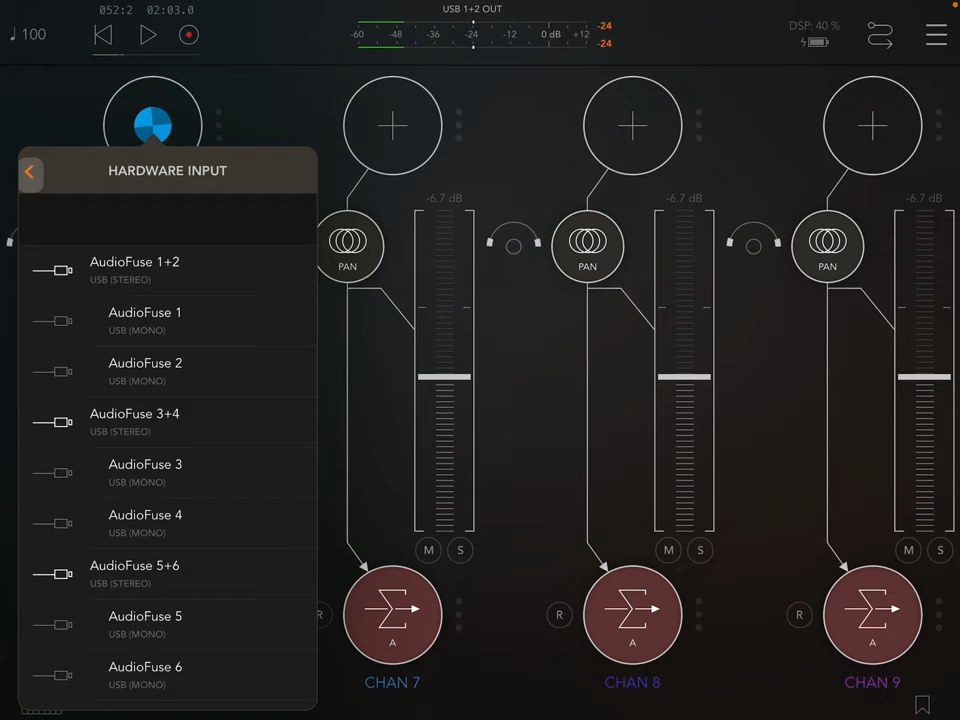 052:2 02:03.0
USB 1+2 OUT
♩100
-60 -48 -36 -24 -12 0 dB +12
-24
-24
DSP: 40 %
HARDWARE INPUT
AudioFuse 1+2
USB (STEREO)
AudioFuse 1
USB (MONO)
AudioFuse 2
USB (MONO)
AudioFuse 3+4
USB (STEREO)
AudioFuse 3
USB (MONO)
AudioFuse 4
USB (MONO)
AudioFuse 5+6
USB (STEREO)
AudioFuse 5
USB (MONO)
AudioFuse 6
USB (MONO)
-6.7 dB -6.7 dB -6.7 dB
PAN PAN PAN
M S M S M S
R R R
A A A
CHAN 7 CHAN 8 CHAN 9